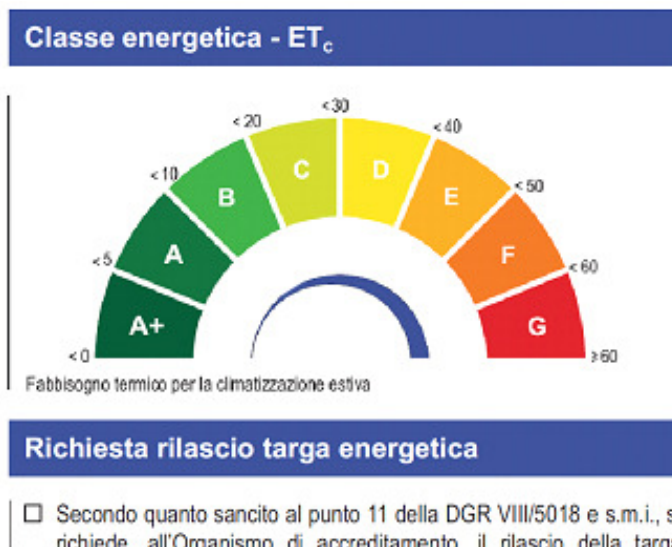 Classe energetica - ETc
<30
<20
<40
C
D
<10
<50
B
E
A
F
<5
<60
A+
G
<0
≥60
Fabbisogno termico per la climatizzazione estiva
Richiesta rilascio targa energetica
☐ Secondo quanto sancito al punto 11 della DGR VIII/5018 e s.m.i., s
richiede, all'Organismo di accreditamento, il rilascio della targ